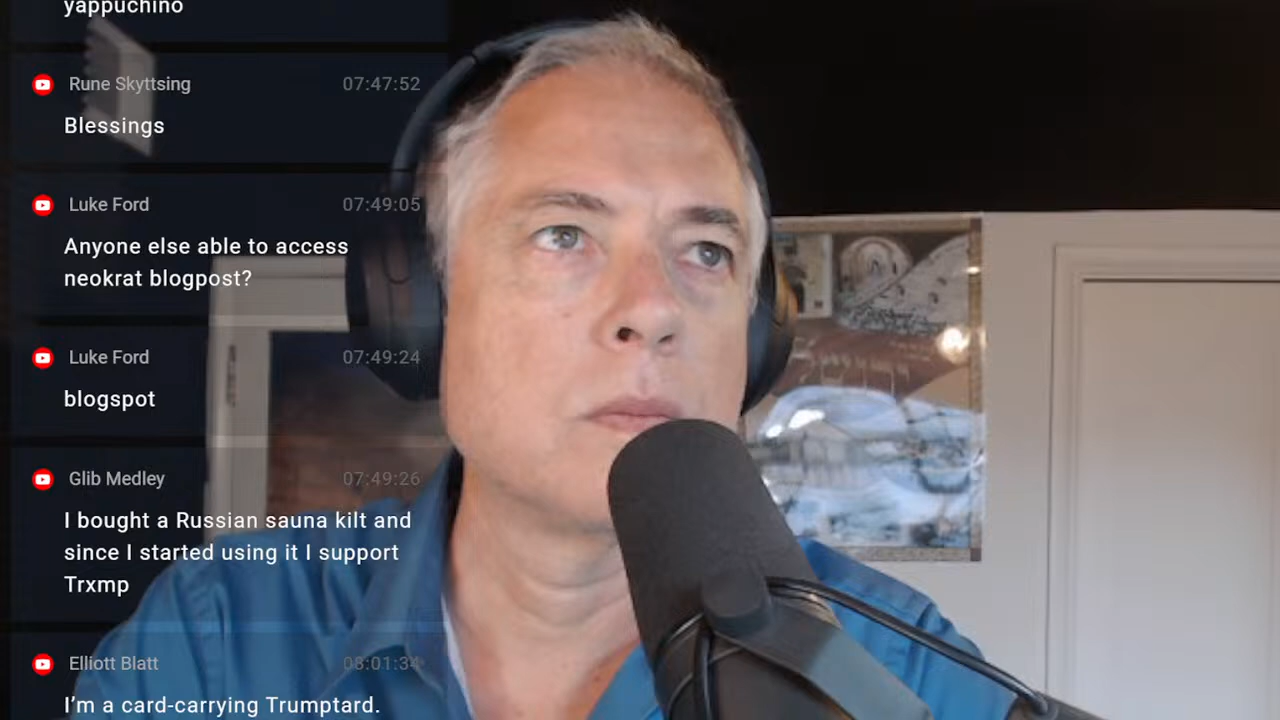 yappuchino
Rune Skyttsing 07:47:52
Blessings
Luke Ford 07:49:05
Anyone else able to access
neokrat blogpost?
Luke Ford 07:49:24
blogspot
Glib Medley 07:49:26
I bought a Russian sauna kilt and
since I started using it I support
Trxmp
Elliott Blatt 08:01:34
I'm a card-carrying Trumptard.